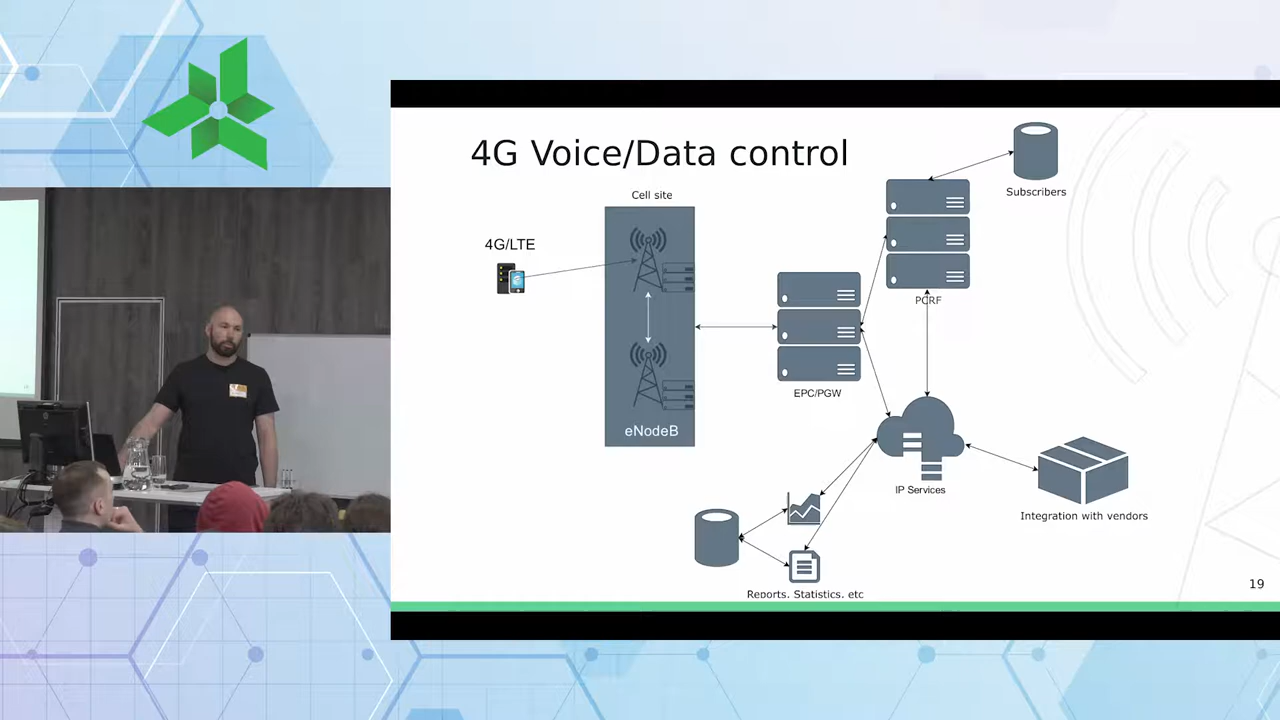 4G Voice/Data control
Subscribers
Cell site
4G/LTE
PCRF
EPC/PGW
eNodeB
IP Services
Integration with vendors
Reports, Statistics, etc
19